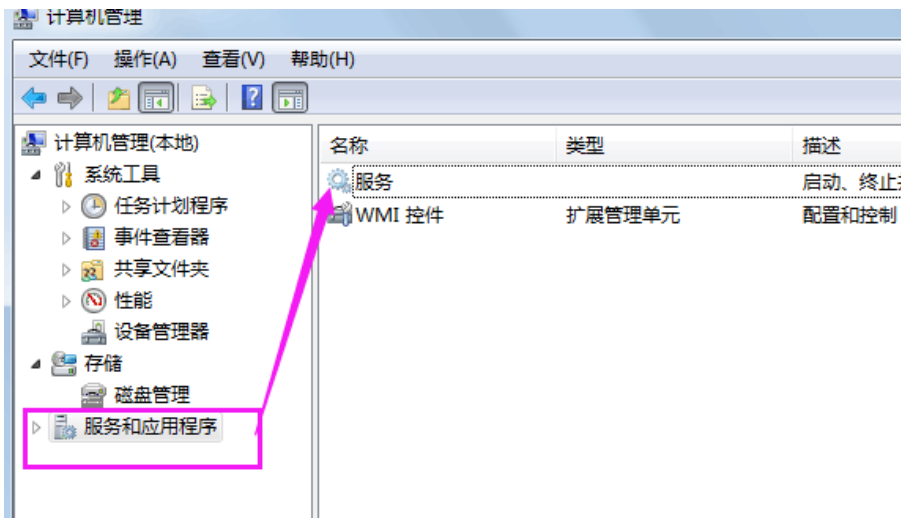 计算机管理
文件(F) 操作(A) 查看(V) 帮助(H)
计算机管理(本地)
系统工具
任务计划程序
事件查看器
共享文件夹
性能
设备管理器
存储
磁盘管理
服务和应用程序
名称 类型 描述
服务 启动、终止
WMI 控件 扩展管理单元 配置和控制